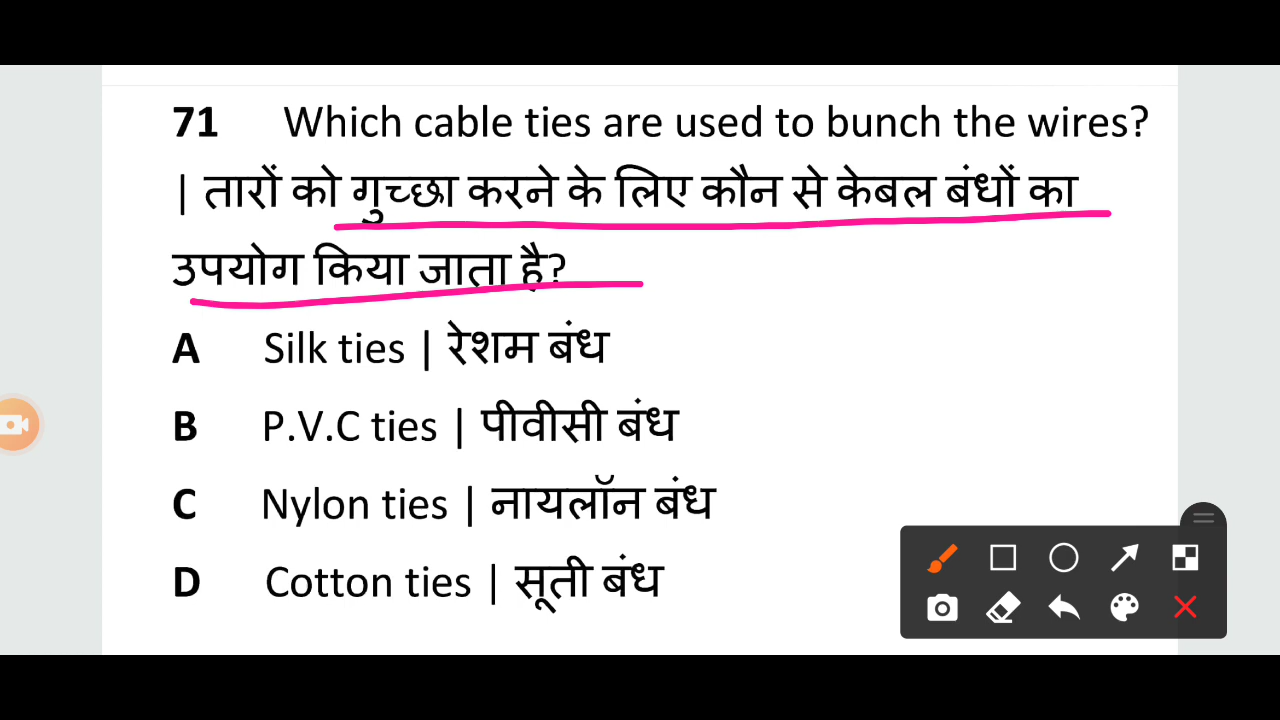 71 Which cable ties are used to bunch the wires?
| तारों को गुच्छा करने के लिए कौन से केबल बंधों का
उपयोग किया जाता है?
A Silk ties | रेशम बंध
B P.V.C ties | पीवीसी बंध
C Nylon ties | नायलॉन बंध
D Cotton ties | सूती बंध